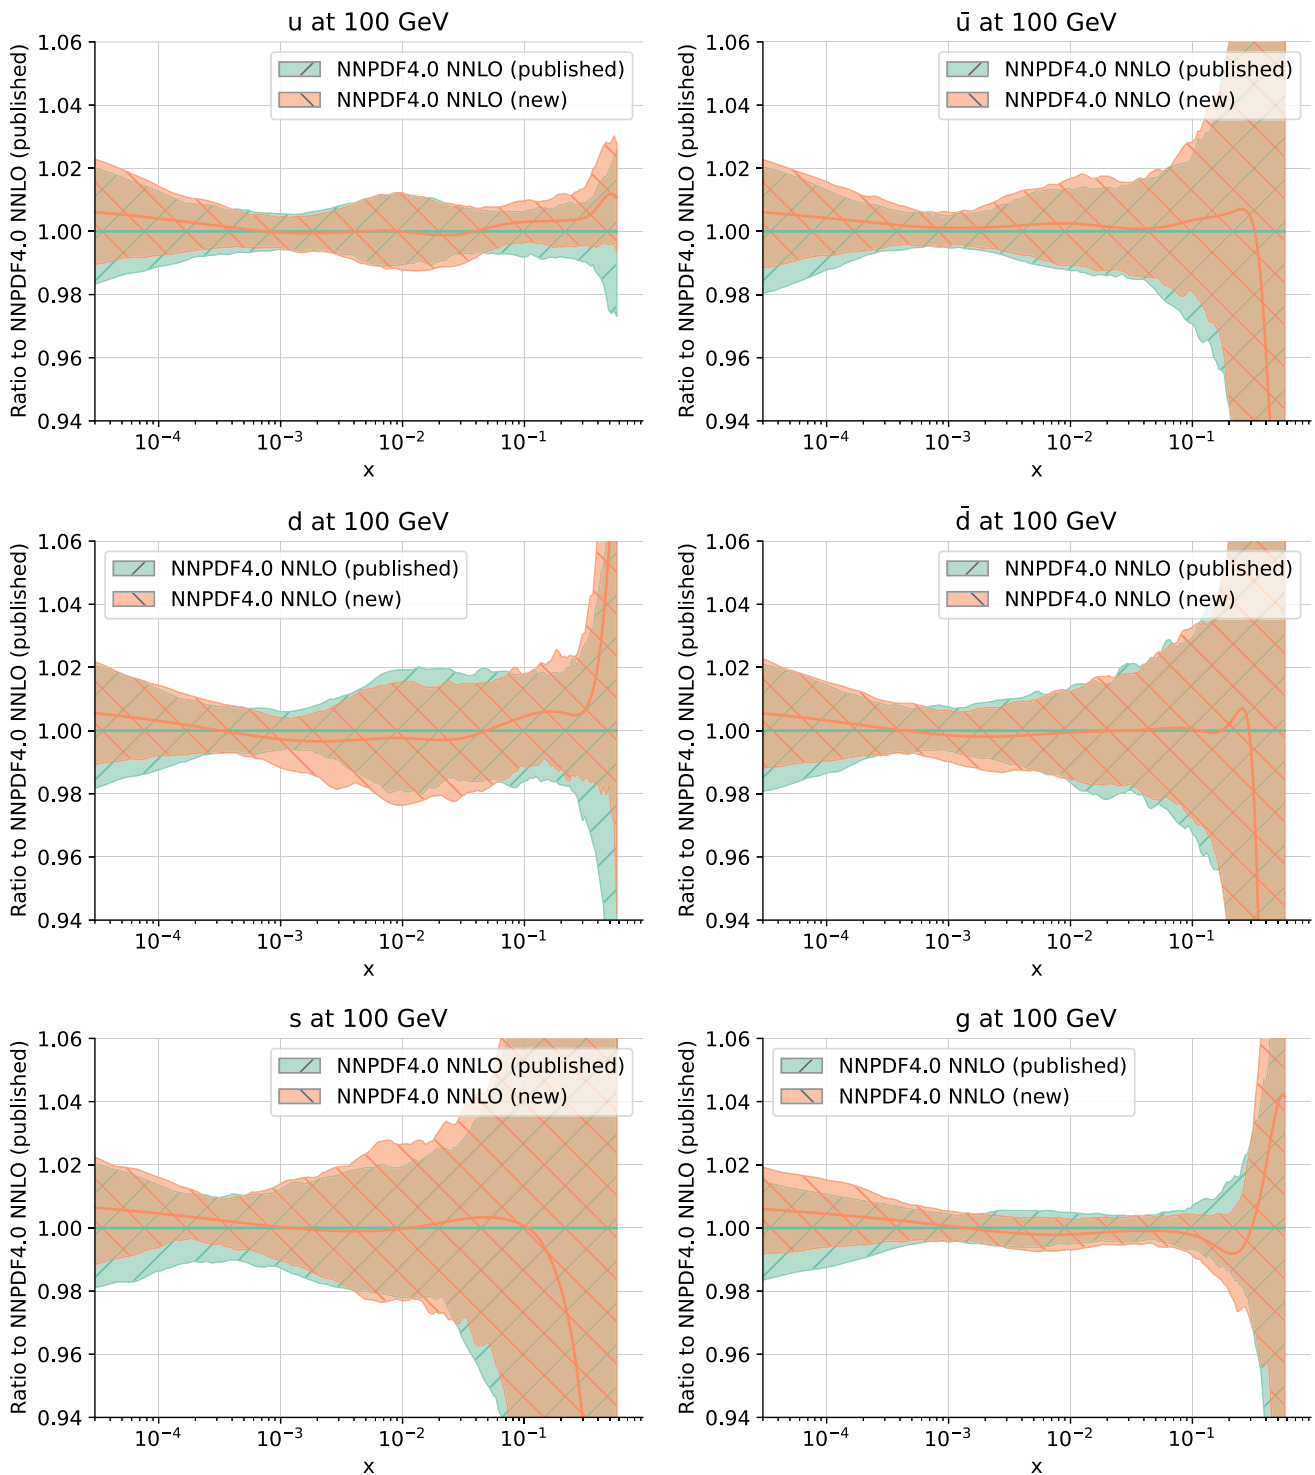 u at 100 GeV
Ratio to NNPDF4.0 NNLO (published)
1.06
1.04
1.02
1.00
0.98
0.96
0.94
NNPDF4.0 NNLO (published)
NNPDF4.0 NNLO (new)
10⁻⁴ 10⁻³ 10⁻² 10⁻¹
x
ū at 100 GeV
Ratio to NNPDF4.0 NNLO (published)
1.06
1.04
1.02
1.00
0.98
0.96
0.94
NNPDF4.0 NNLO (published)
NNPDF4.0 NNLO (new)
10⁻⁴ 10⁻³ 10⁻² 10⁻¹
x
d at 100 GeV
Ratio to NNPDF4.0 NNLO (published)
1.06
1.04
1.02
1.00
0.98
0.96
0.94
NNPDF4.0 NNLO (published)
NNPDF4.0 NNLO (new)
10⁻⁴ 10⁻³ 10⁻² 10⁻¹
x
d̄ at 100 GeV
Ratio to NNPDF4.0 NNLO (published)
1.06
1.04
1.02
1.00
0.98
0.96
0.94
NNPDF4.0 NNLO (published)
NNPDF4.0 NNLO (new)
10⁻⁴ 10⁻³ 10⁻² 10⁻¹
x
s at 100 GeV
Ratio to NNPDF4.0 NNLO (published)
1.06
1.04
1.02
1.00
0.98
0.96
0.94
NNPDF4.0 NNLO (published)
NNPDF4.0 NNLO (new)
10⁻⁴ 10⁻³ 10⁻² 10⁻¹
x
g at 100 GeV
Ratio to NNPDF4.0 NNLO (published)
1.06
1.04
1.02
1.00
0.98
0.96
0.94
NNPDF4.0 NNLO (published)
NNPDF4.0 NNLO (new)
10⁻⁴ 10⁻³ 10⁻² 10⁻¹
x